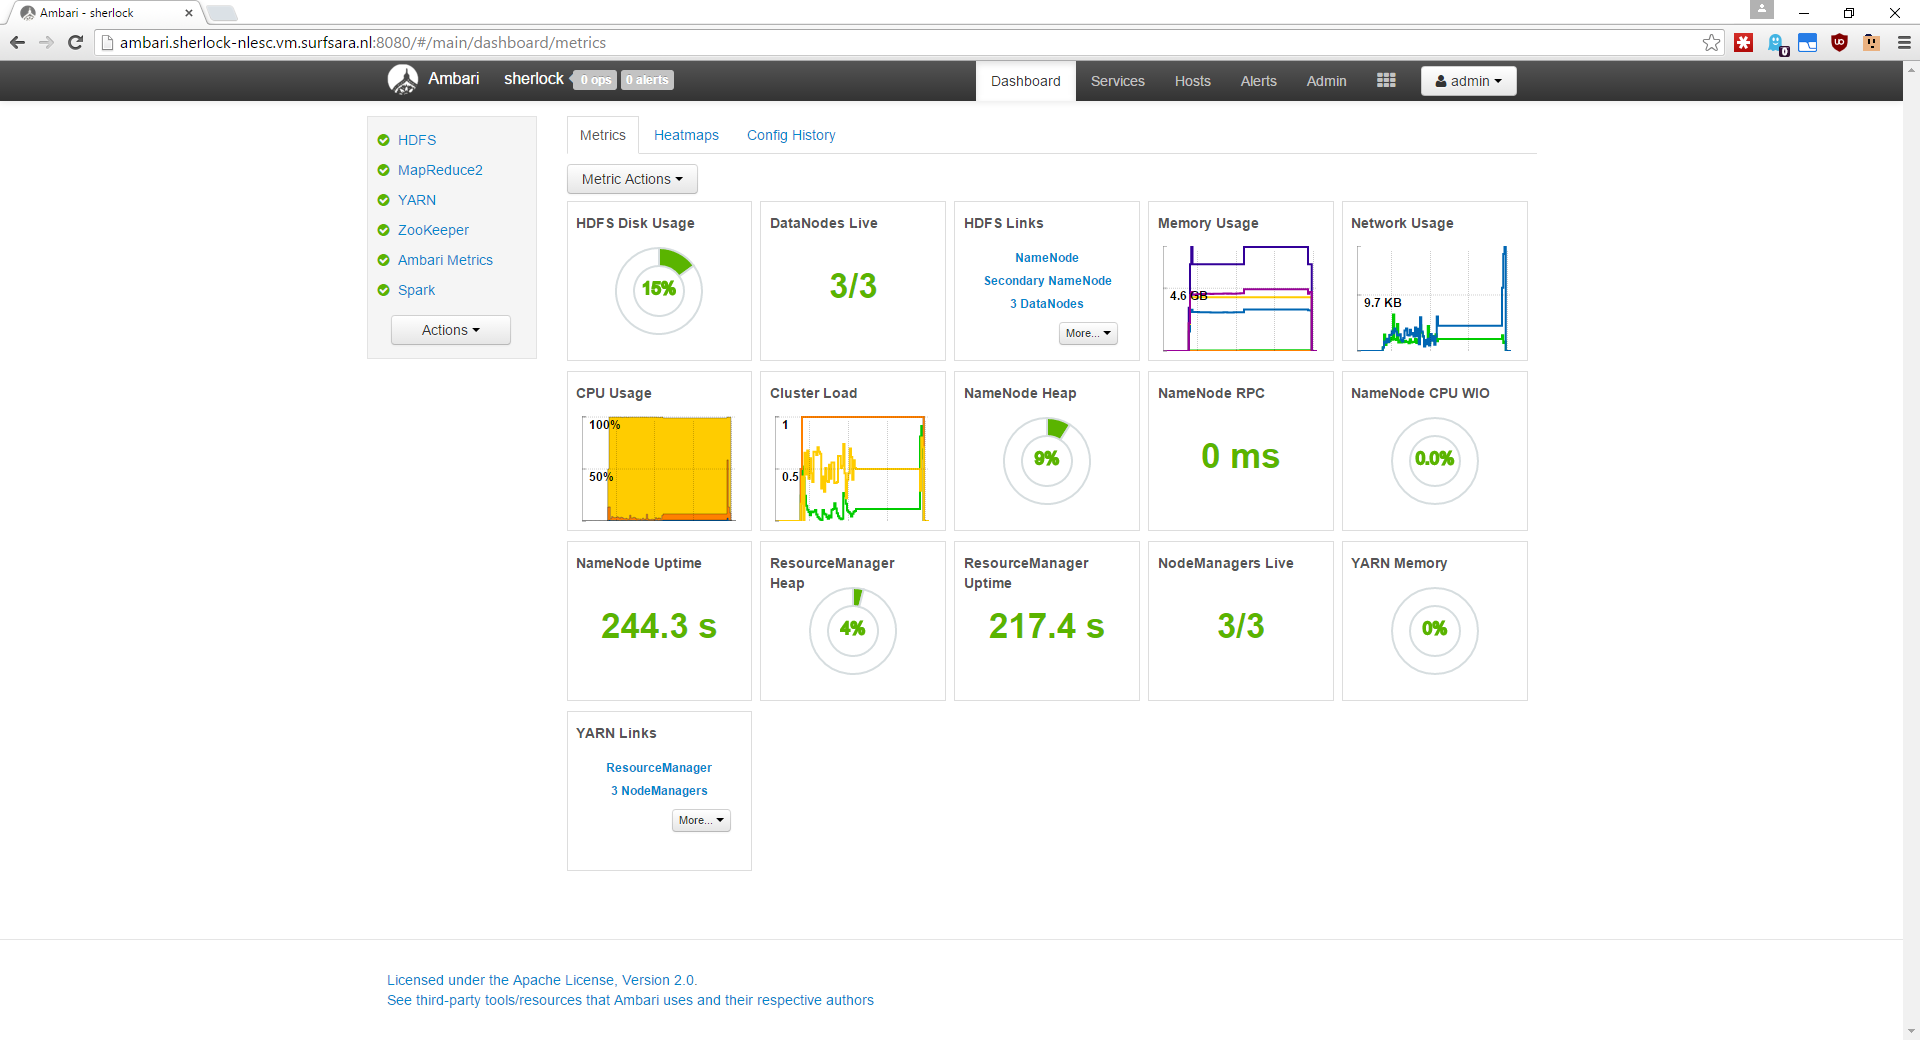 Ambari - sherlock
ambari.sherlock-nlesc.vm.surfsara.nl:8080/#/main/dashboard/metrics
0
Ambari sherlock 0 ops 0 alerts Dashboard Services Hosts Alerts Admin admin
HDFS
MapReduce2
YARN
ZooKeeper
Ambari Metrics
Spark
Actions
Metrics Heatmaps Config History
Metric Actions
HDFS Disk Usage
15%
DataNodes Live
3/3
HDFS Links
NameNode
Secondary NameNode
3 DataNodes
More...
Memory Usage
4.6 GB
Network Usage
9.7 KB
CPU Usage
100%
50%
Cluster Load
1
0.5
NameNode Heap
9%
NameNode RPC
0 ms
NameNode CPU WIO
0.0%
NameNode Uptime
244.3 s
ResourceManager
Heap
4%
ResourceManager
Uptime
217.4 s
NodeManagers Live
3/3
YARN Memory
0%
YARN Links
ResourceManager
3 NodeManagers
More...
Licensed under the Apache License, Version 2.0.
See third-party tools/resources that Ambari uses and their respective authors